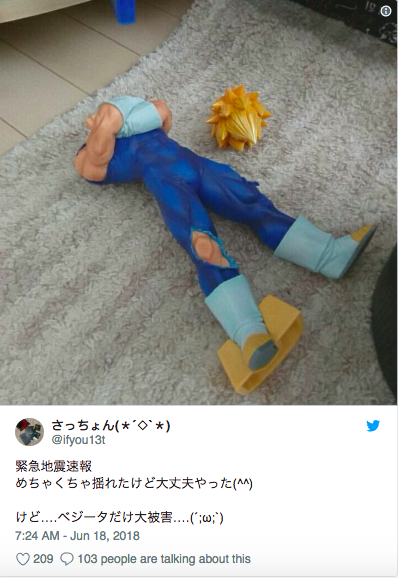 さっちょん(＊´◇`＊)
@ifyou13t
緊急地震速報
めちゃくちゃ揺れたけど大丈夫やった(^^)
けど....ベジータだけ大被害....(´;ω;`)
7:24 AM - Jun 18, 2018
209
103 people are talking about this